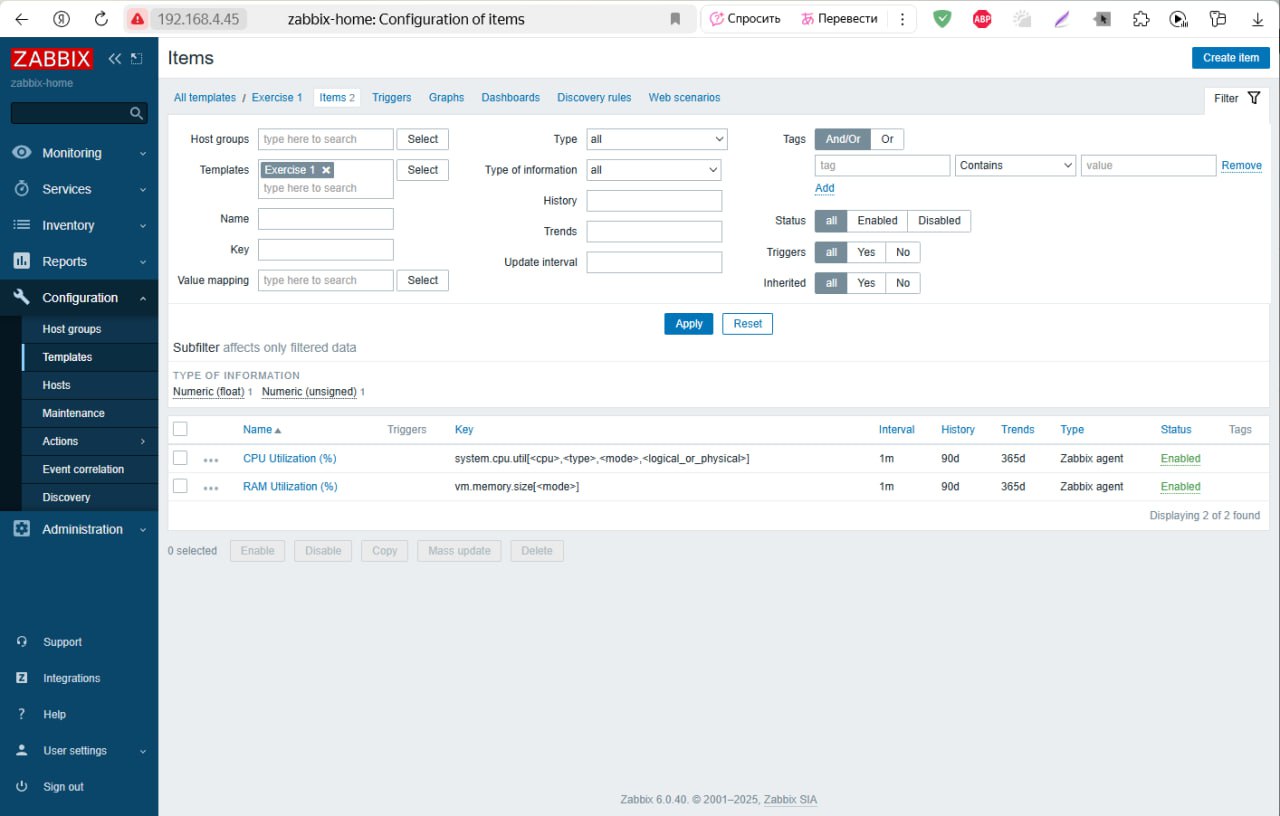 192.168.4.45 zabbix-home: Configuration of items Спросить Перевести ABP
ZABBIX
zabbix-home
Monitoring
Services
Inventory
Reports
Configuration
Host groups
Templates
Hosts
Maintenance
Actions
Event correlation
Discovery
Administration
Support
Integrations
Help
User settings
Sign out
Items Create item
All templates / Exercise 1 Items 2 Triggers Graphs Dashboards Discovery rules Web scenarios Filter
Host groups type here to search Select
Templates Exercise 1 Select
type here to search
Name
Key
Value mapping type here to search Select
Type all
Type of information all
History
Trends
Update interval
Tags And/Or Or
tag Contains value Remove
Add
Status all Enabled Disabled
Triggers all Yes No
Inherited all Yes No
Apply Reset
Subfilter affects only filtered data
TYPE OF INFORMATION
Numeric (float) 1 Numeric (unsigned) 1
Name Triggers Key Interval History Trends Type Status Tags
CPU Utilization (%) system.cpu.util[<cpu>,<type>,<mode>,<logical_or_physical>] 1m 90d 365d Zabbix agent Enabled
RAM Utilization (%) vm.memory.size[<mode>] 1m 90d 365d Zabbix agent Enabled
Displaying 2 of 2 found
0 selected Enable Disable Copy Mass update Delete
Zabbix 6.0.40. © 2001–2025, Zabbix SIA